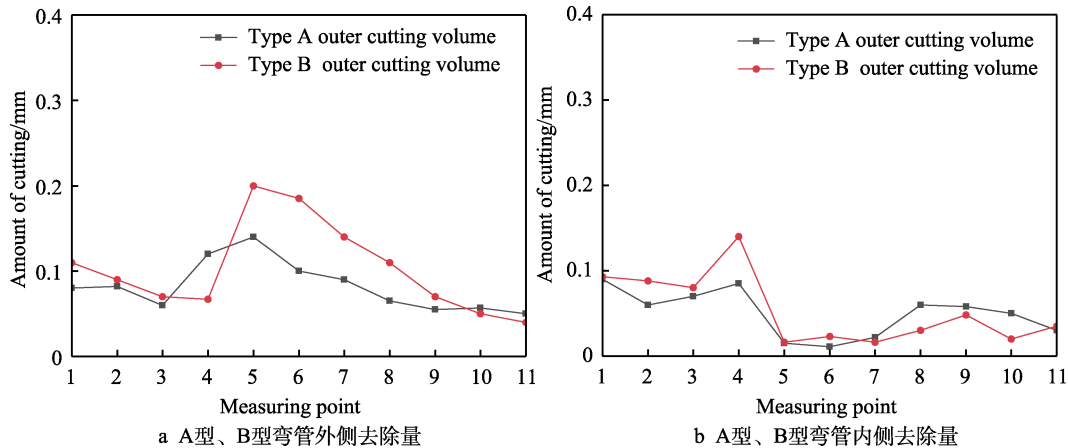 a
0.4
0.3
0.2
0.1
0
Amount of cutting/mm
Type A outer cutting volume
Type B outer cutting volume
1 2 3 4 5 6 7 8 9 10 11
Measuring point
a A型、B型弯管外侧去除量
b
0.4
0.3
0.2
0.1
0
Amount of cutting/mm
Type A outer cutting volume
Type B outer cutting volume
1 2 3 4 5 6 7 8 9 10 11
Measuring point
b A型、B型弯管内侧去除量